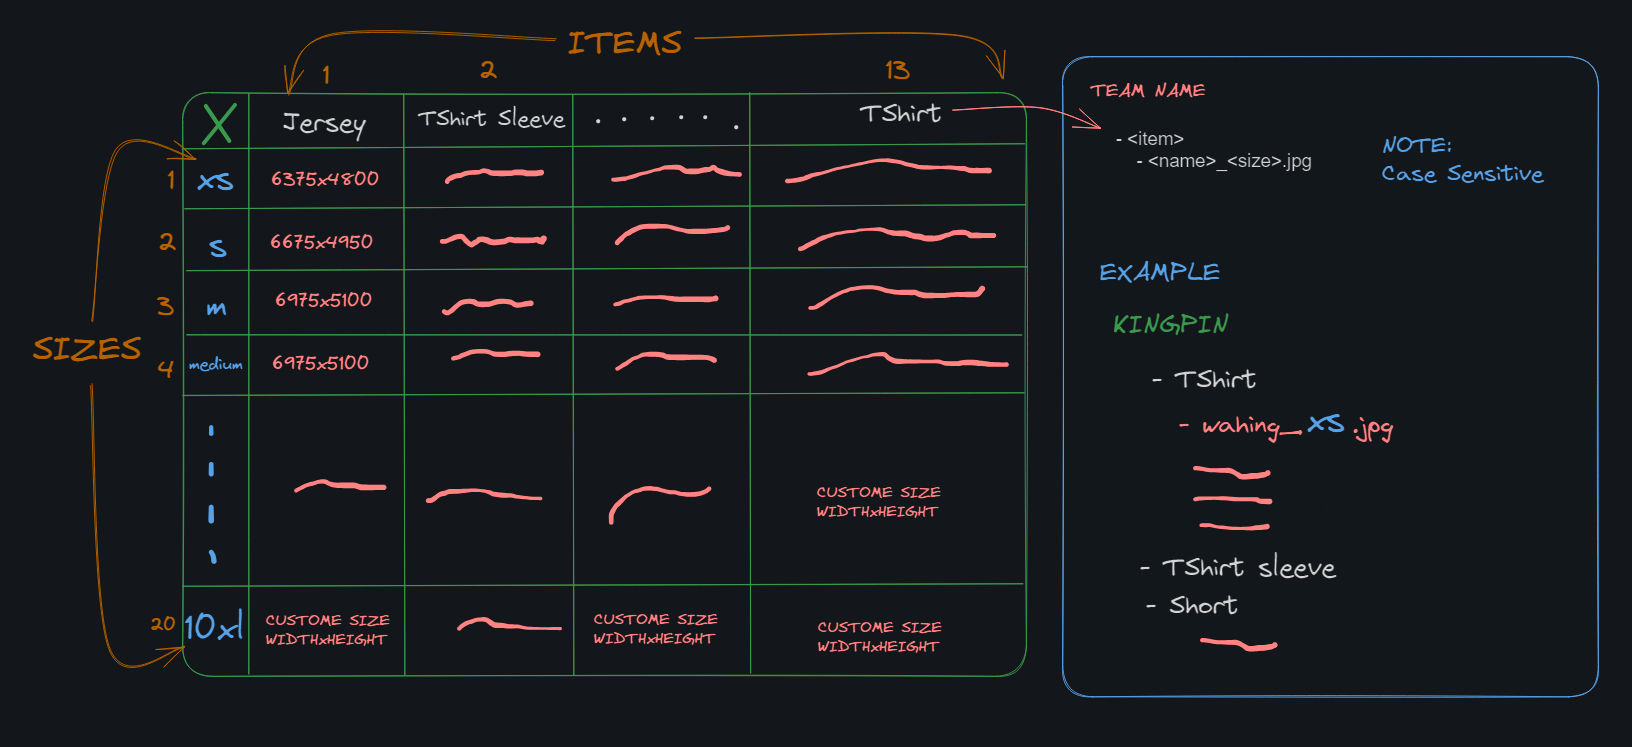 ITEMS
1 2 13
X Jersey TShirt Sleeve . . . . . . TShirt
1 xs 6375x4800
2 s 6675x4950
3 m 6975x5100
SIZES
4 medium 6975x5100
CUSTOME SIZE
WIDTHxHEIGHT
20 10xl CUSTOME SIZE
WIDTHxHEIGHT
CUSTOME SIZE
WIDTHxHEIGHT
CUSTOME SIZE
WIDTHxHEIGHT
TEAM NAME
- <item>
- <name>_<size>.jpg
NOTE:
Case Sensitive
EXAMPLE
KINGPIN
- TShirt
- wahing_xs.jpg
- TShirt sleeve
- Short